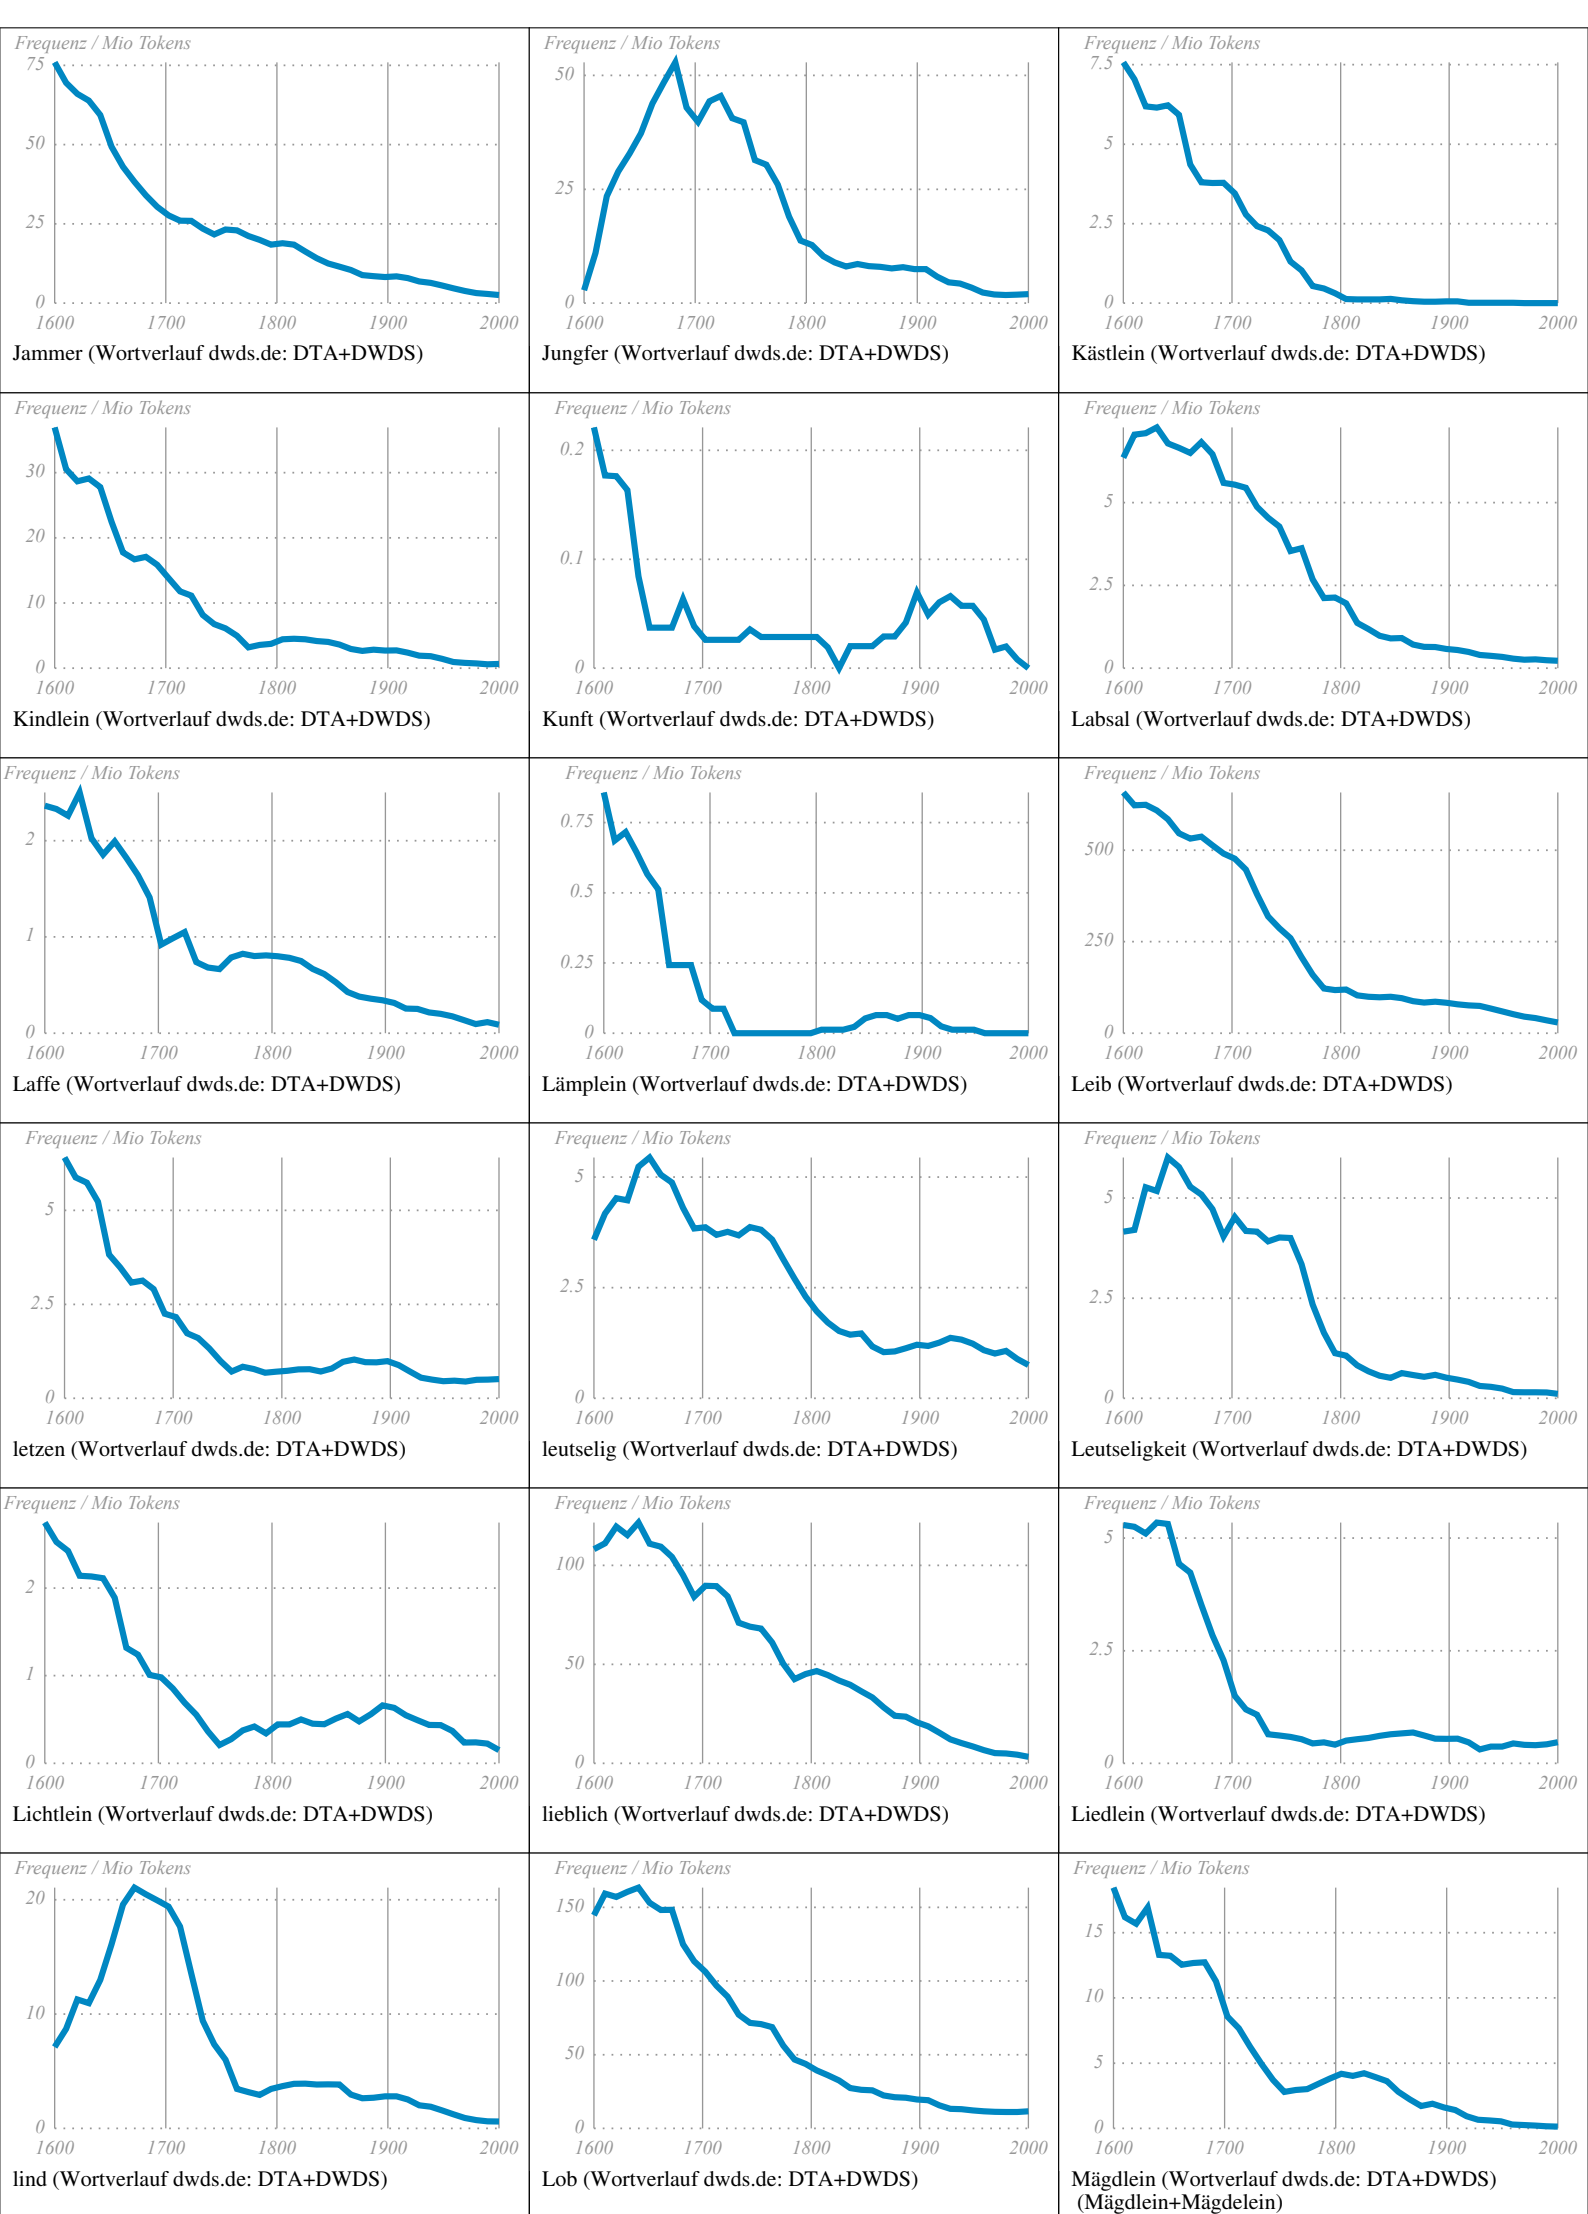 Frequenz / Mio Tokens
75
50
25
0
1600 1700 1800 1900 2000
Jammer (Wortverlauf dwds.de: DTA+DWDS)
Frequenz / Mio Tokens
50
25
0
1600 1700 1800 1900 2000
Jungfer (Wortverlauf dwds.de: DTA+DWDS)
Frequenz / Mio Tokens
7.5
5
2.5
0
1600 1700 1800 1900 2000
Kästlein (Wortverlauf dwds.de: DTA+DWDS)
Frequenz / Mio Tokens
30
20
10
0
1600 1700 1800 1900 2000
Kindlein (Wortverlauf dwds.de: DTA+DWDS)
Frequenz / Mio Tokens
0.2
0.1
0
1600 1700 1800 1900 2000
Kunft (Wortverlauf dwds.de: DTA+DWDS)
Frequenz / Mio Tokens
5
2.5
0
1600 1700 1800 1900 2000
Labsal (Wortverlauf dwds.de: DTA+DWDS)
Frequenz / Mio Tokens
2
1
0
1600 1700 1800 1900 2000
Laffe (Wortverlauf dwds.de: DTA+DWDS)
Frequenz / Mio Tokens
0.75
0.5
0.25
0
1600 1700 1800 1900 2000
Lämplein (Wortverlauf dwds.de: DTA+DWDS)
Frequenz / Mio Tokens
500
250
0
1600 1700 1800 1900 2000
Leib (Wortverlauf dwds.de: DTA+DWDS)
Frequenz / Mio Tokens
5
2.5
0
1600 1700 1800 1900 2000
letzen (Wortverlauf dwds.de: DTA+DWDS)
Frequenz / Mio Tokens
5
2.5
0
1600 1700 1800 1900 2000
leutselig (Wortverlauf dwds.de: DTA+DWDS)
Frequenz / Mio Tokens
5
2.5
0
1600 1700 1800 1900 2000
Leutseligkeit (Wortverlauf dwds.de: DTA+DWDS)
Frequenz / Mio Tokens
2
1
0
1600 1700 1800 1900 2000
Lichtlein (Wortverlauf dwds.de: DTA+DWDS)
Frequenz / Mio Tokens
100
50
0
1600 1700 1800 1900 2000
lieblich (Wortverlauf dwds.de: DTA+DWDS)
Frequenz / Mio Tokens
5
2.5
0
1600 1700 1800 1900 2000
Liedlein (Wortverlauf dwds.de: DTA+DWDS)
Frequenz / Mio Tokens
20
10
0
1600 1700 1800 1900 2000
lind (Wortverlauf dwds.de: DTA+DWDS)
Frequenz / Mio Tokens
150
100
50
0
1600 1700 1800 1900 2000
Lob (Wortverlauf dwds.de: DTA+DWDS)
Frequenz / Mio Tokens
15
10
5
0
1600 1700 1800 1900 2000
Mägdlein (Wortverlauf dwds.de: DTA+DWDS)
(Mägdlein+Mägdelein)